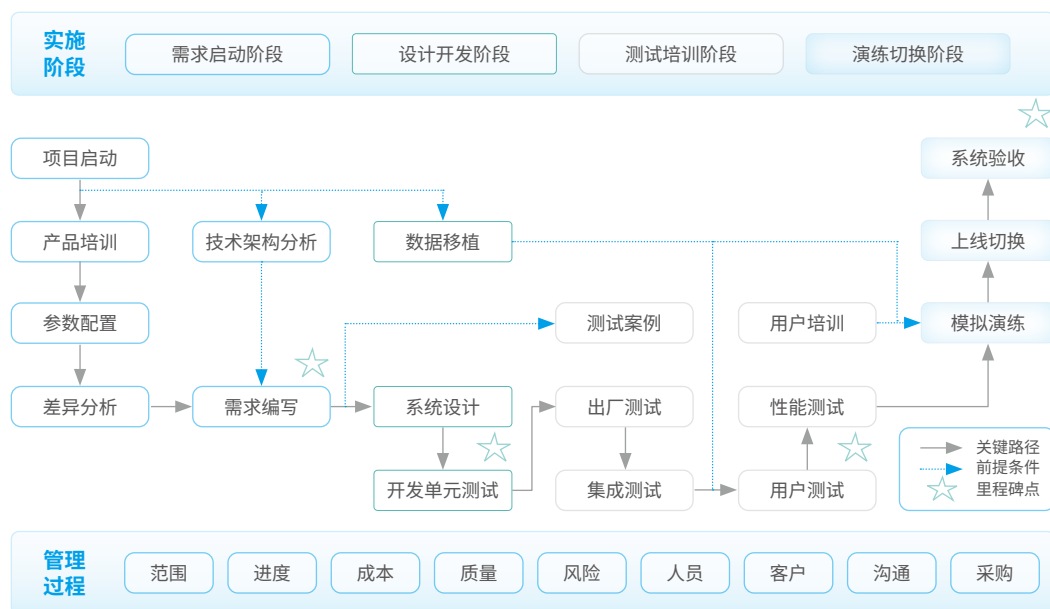 实施
阶段
需求启动阶段
设计开发阶段
测试培训阶段
演练切换阶段
项目启动
系统验收
产品培训
技术架构分析
数据移植
上线切换
参数配置
测试案例
用户培训
模拟演练
差异分析
需求编写
系统设计
出厂测试
性能测试
开发单元测试
集成测试
用户测试
关键路径
前提条件
里程碑点
管理
过程
范围
进度
成本
质量
风险
人员
客户
沟通
采购